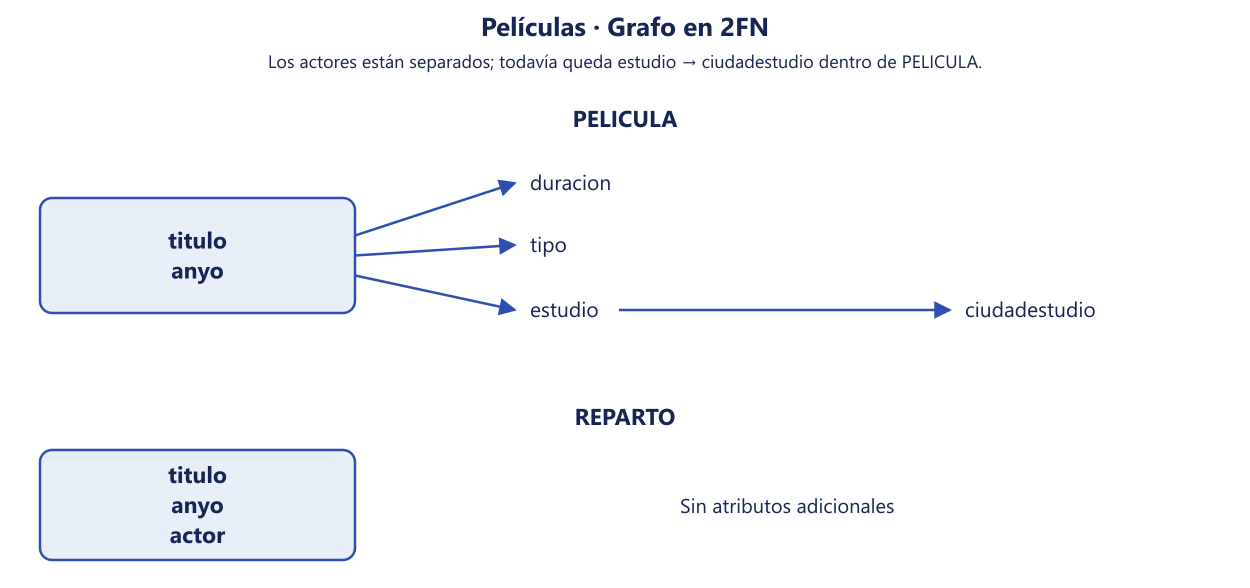 Películas · Grafo en 2FN
Los actores están separados; todavía queda estudio → ciudadestudio dentro de PELICULA.
PELICULA
titulo
anyo
duracion
tipo
estudio
ciudadestudio
REPARTO
titulo
anyo
actor
Sin atributos adicionales